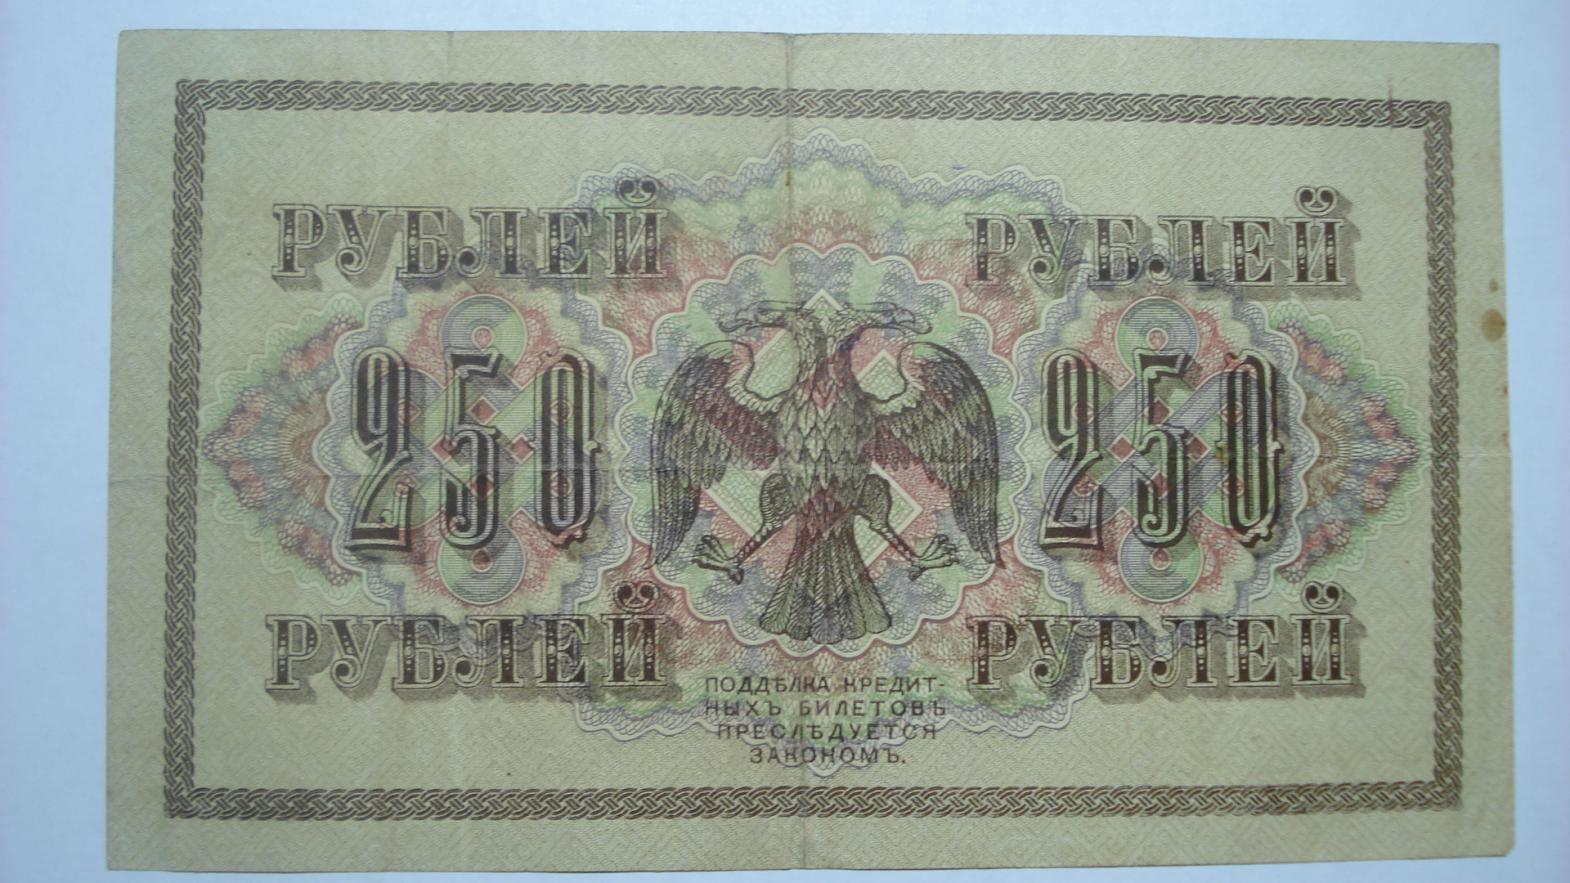 РУБЛЕЙ РУБЛЕЙ
250 250
РУБЛЕЙ РУБЛЕЙ
ПОДДѢЛКА КРЕДИТ-
НЫХЪ БИЛЕТОВЪ
ПРЕСЛѢДУЕТСЯ
ЗАКОНОМЪ.